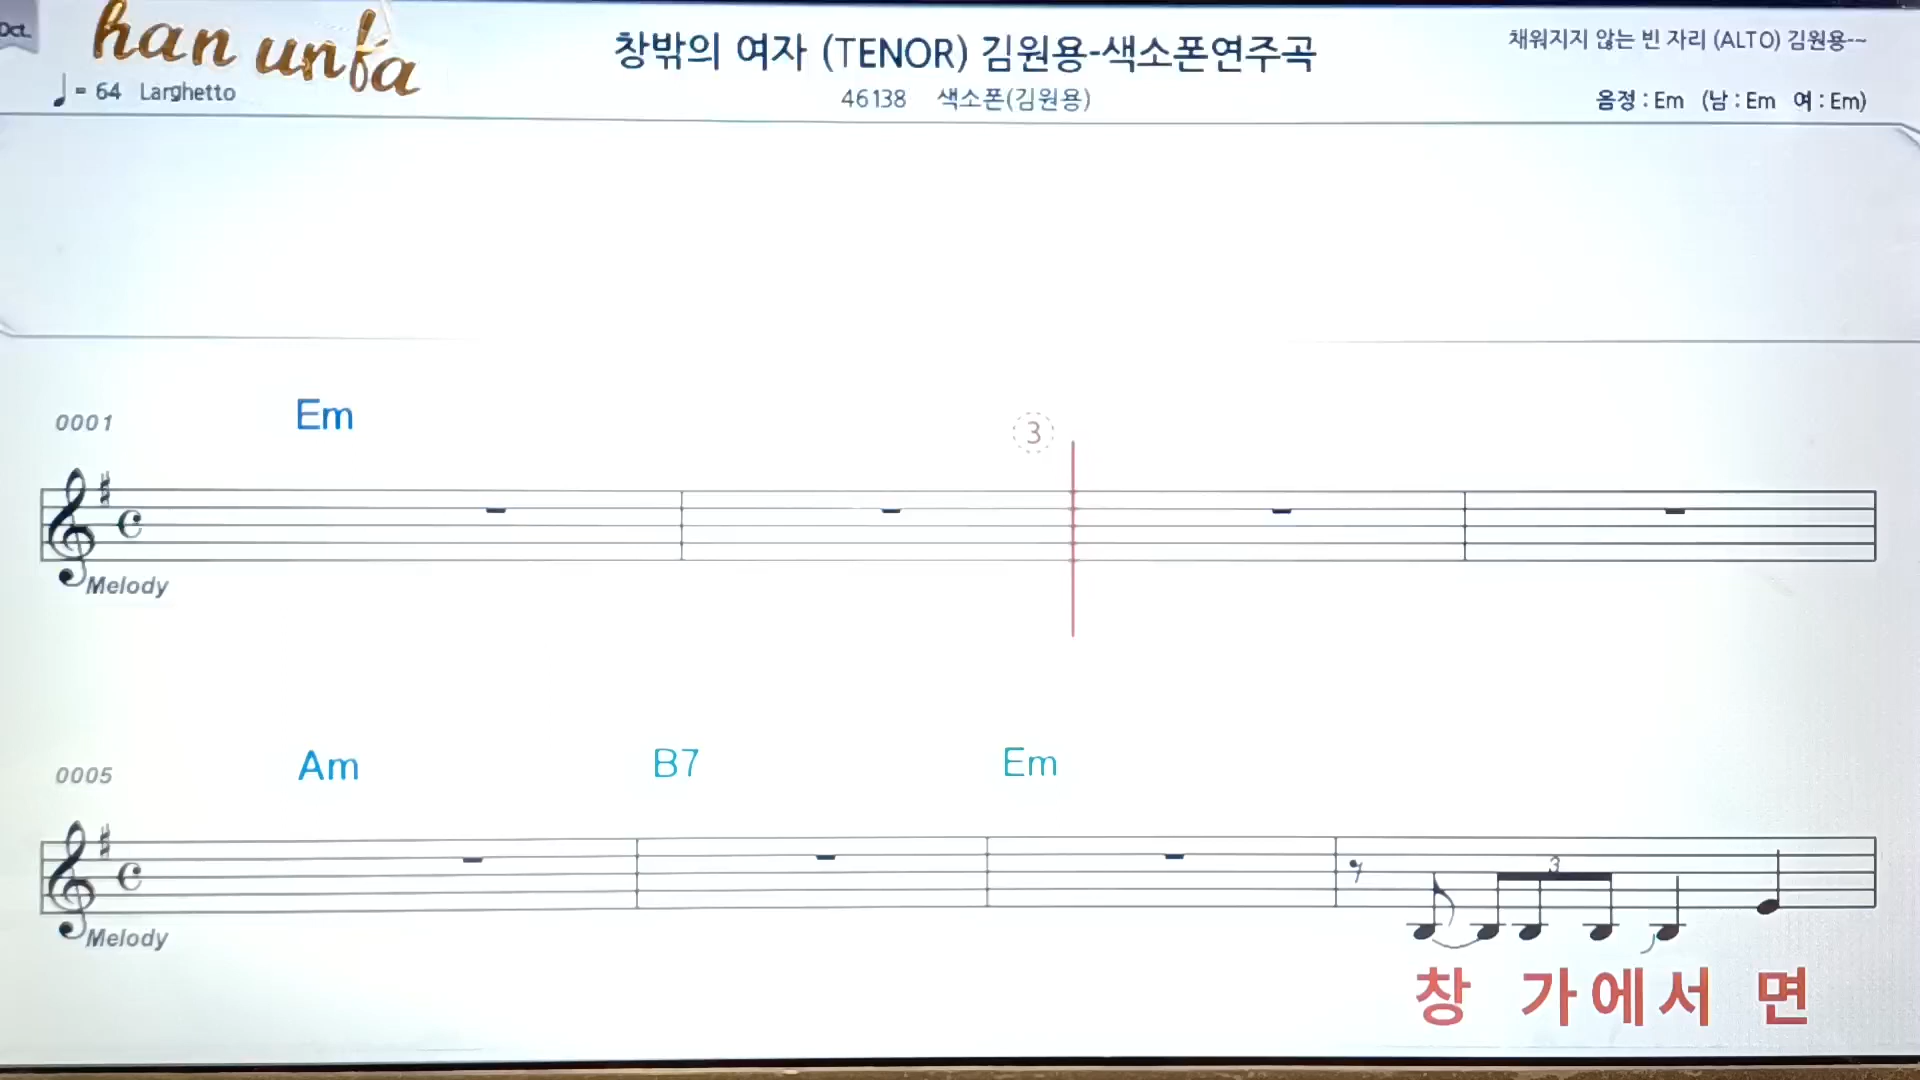 Oct.
han unfa
창밖의 여자 (TENOR) 김원용-색소폰연주곡
채워지지 않는 빈 자리 (ALTO) 김원용--
= 64 Larghetto
46138 색소폰(김원용)
음정 : Em (남 : Em 여 : Em)
0001 Em
3
Melody
0005 Am B7 Em
3
Melody
창 가에서 면